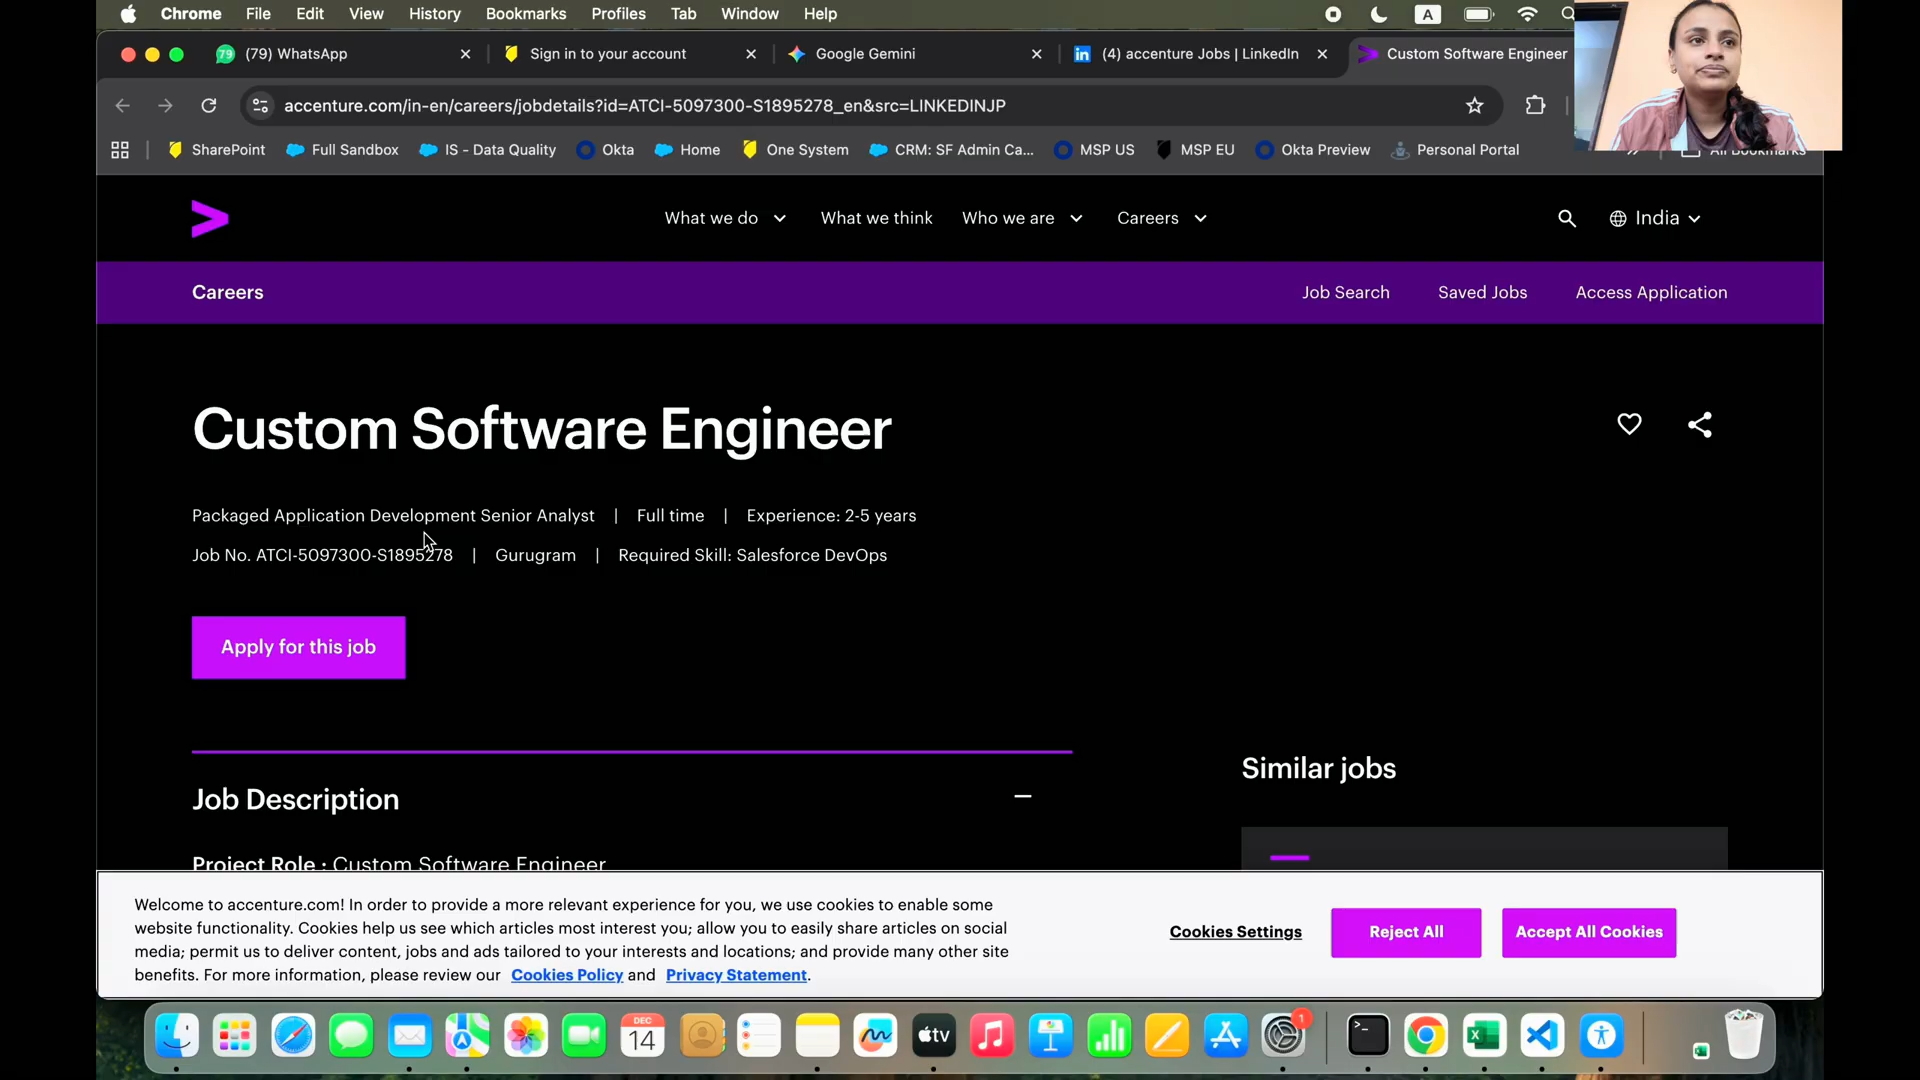 Chrome File Edit View History Bookmarks Profiles Tab Window Help A
79 (79) WhatsApp Sign in to your account Google Gemini in (4) accenture Jobs | LinkedIn Custom Software Engineer
accenture.com/in-en/careers/jobdetails?id=ATCI-5097300-S1895278_en&src=LINKEDINJP
SharePoint Full Sandbox IS - Data Quality Okta Home One System CRM: SF Admin Ca... MSP US MSP EU Okta Preview Personal Portal All Bookmarks
What we do What we think Who we are Careers India
Careers Job Search Saved Jobs Access Application
Custom Software Engineer
Packaged Application Development Senior Analyst | Full time | Experience: 2-5 years
Job No. ATCI-5097300-S1895278 | Gurugram | Required Skill: Salesforce DevOps
Apply for this job
Similar jobs
Job Description
Project Role : Custom Software Engineer
Welcome to accenture.com! In order to provide a more relevant experience for you, we use cookies to enable some
website functionality. Cookies help us see which articles most interest you; allow you to easily share articles on social
media; permit us to deliver content, jobs and ads tailored to your interests and locations; and provide many other site
benefits. For more information, please review our Cookies Policy and Privacy Statement.
Cookies Settings Reject All Accept All Cookies
DEC
14
tv
1